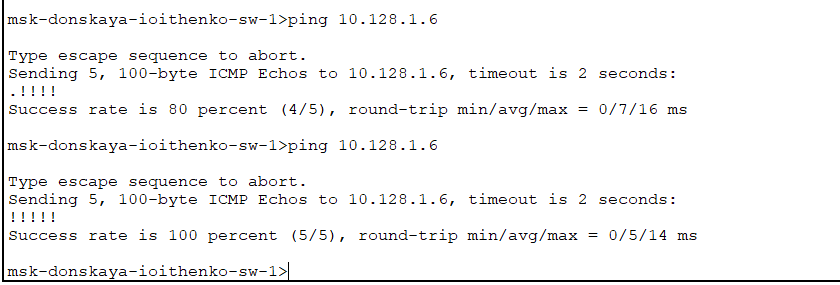 msk-donskaya-ioithenko-sw-1>ping 10.128.1.6
Type escape sequence to abort.
Sending 5, 100-byte ICMP Echos to 10.128.1.6, timeout is 2 seconds:
.!!!!
Success rate is 80 percent (4/5), round-trip min/avg/max = 0/7/16 ms
msk-donskaya-ioithenko-sw-1>ping 10.128.1.6
Type escape sequence to abort.
Sending 5, 100-byte ICMP Echos to 10.128.1.6, timeout is 2 seconds:
!!!!!
Success rate is 100 percent (5/5), round-trip min/avg/max = 0/5/14 ms
msk-donskaya-ioithenko-sw-1>